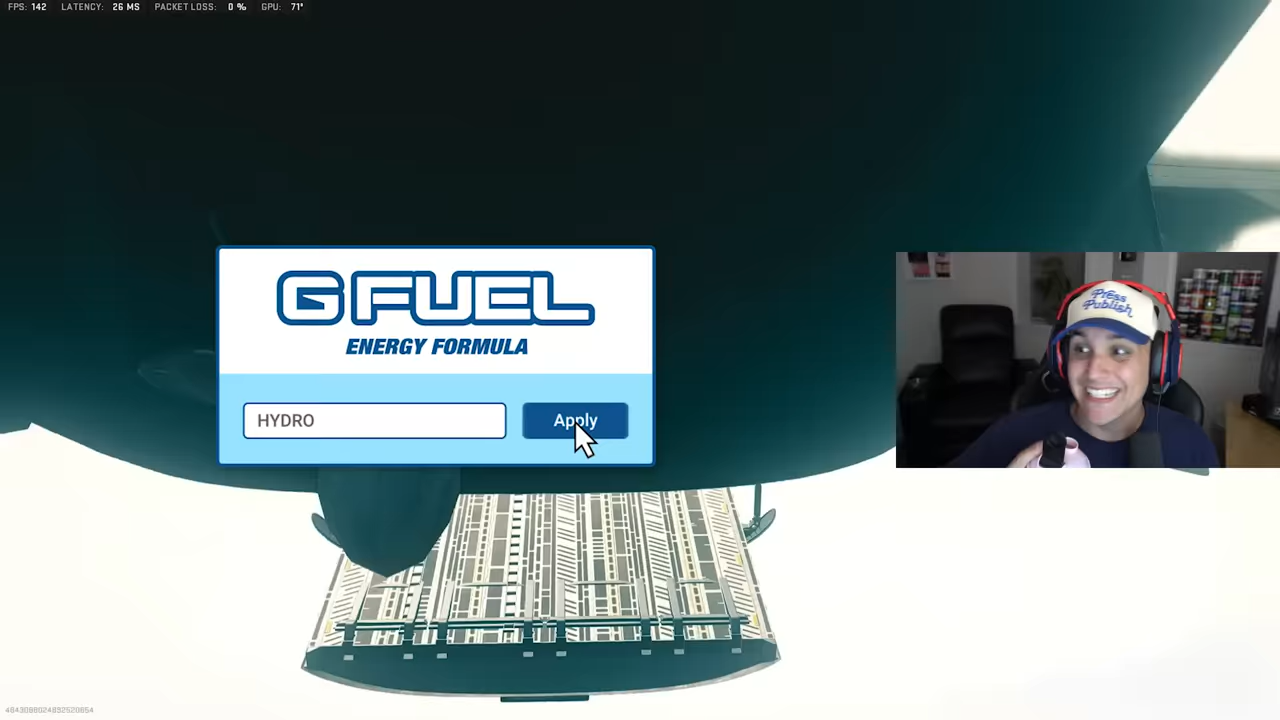 FPS: 142 LATENCY: 26 MS PACKET LOSS: 0 % GPU: 71°
G FUEL
ENERGY FORMULA
HYDRO
Apply
Press
Publish